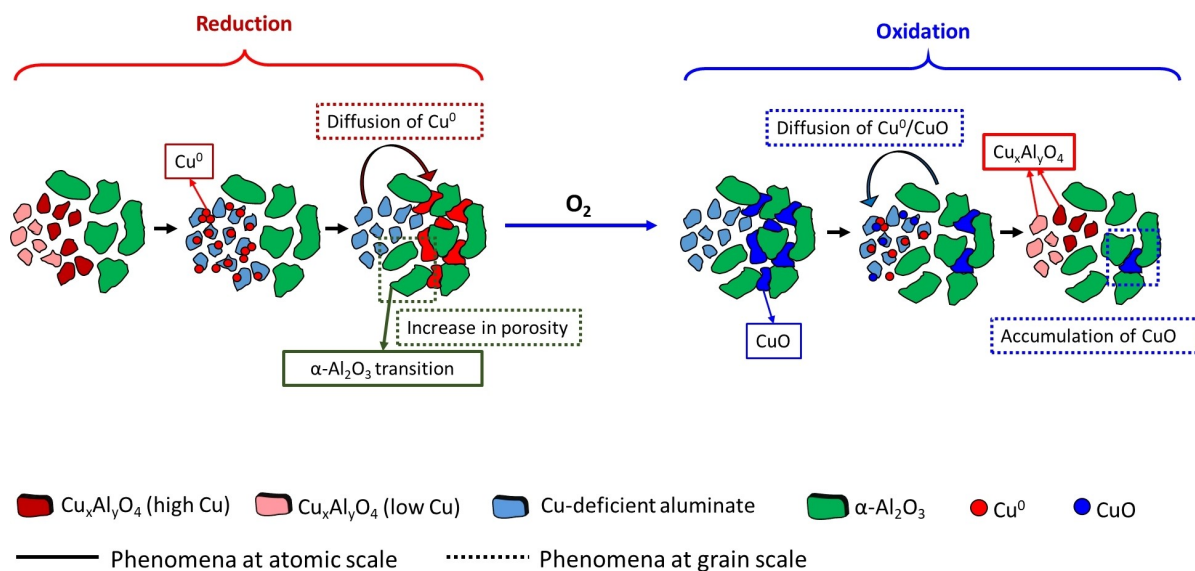 Reduction
Oxidation
Diffusion of Cu⁰
Diffusion of Cu⁰/CuO
Cu⁰
CuₓAlᵧO₄
O₂
Increase in porosity
CuO
Accumulation of CuO
α-Al₂O₃ transition
CuₓAlᵧO₄ (high Cu)
CuₓAlᵧO₄ (low Cu)
Cu-deficient aluminate
α-Al₂O₃
Cu⁰
CuO
Phenomena at atomic scale
Phenomena at grain scale